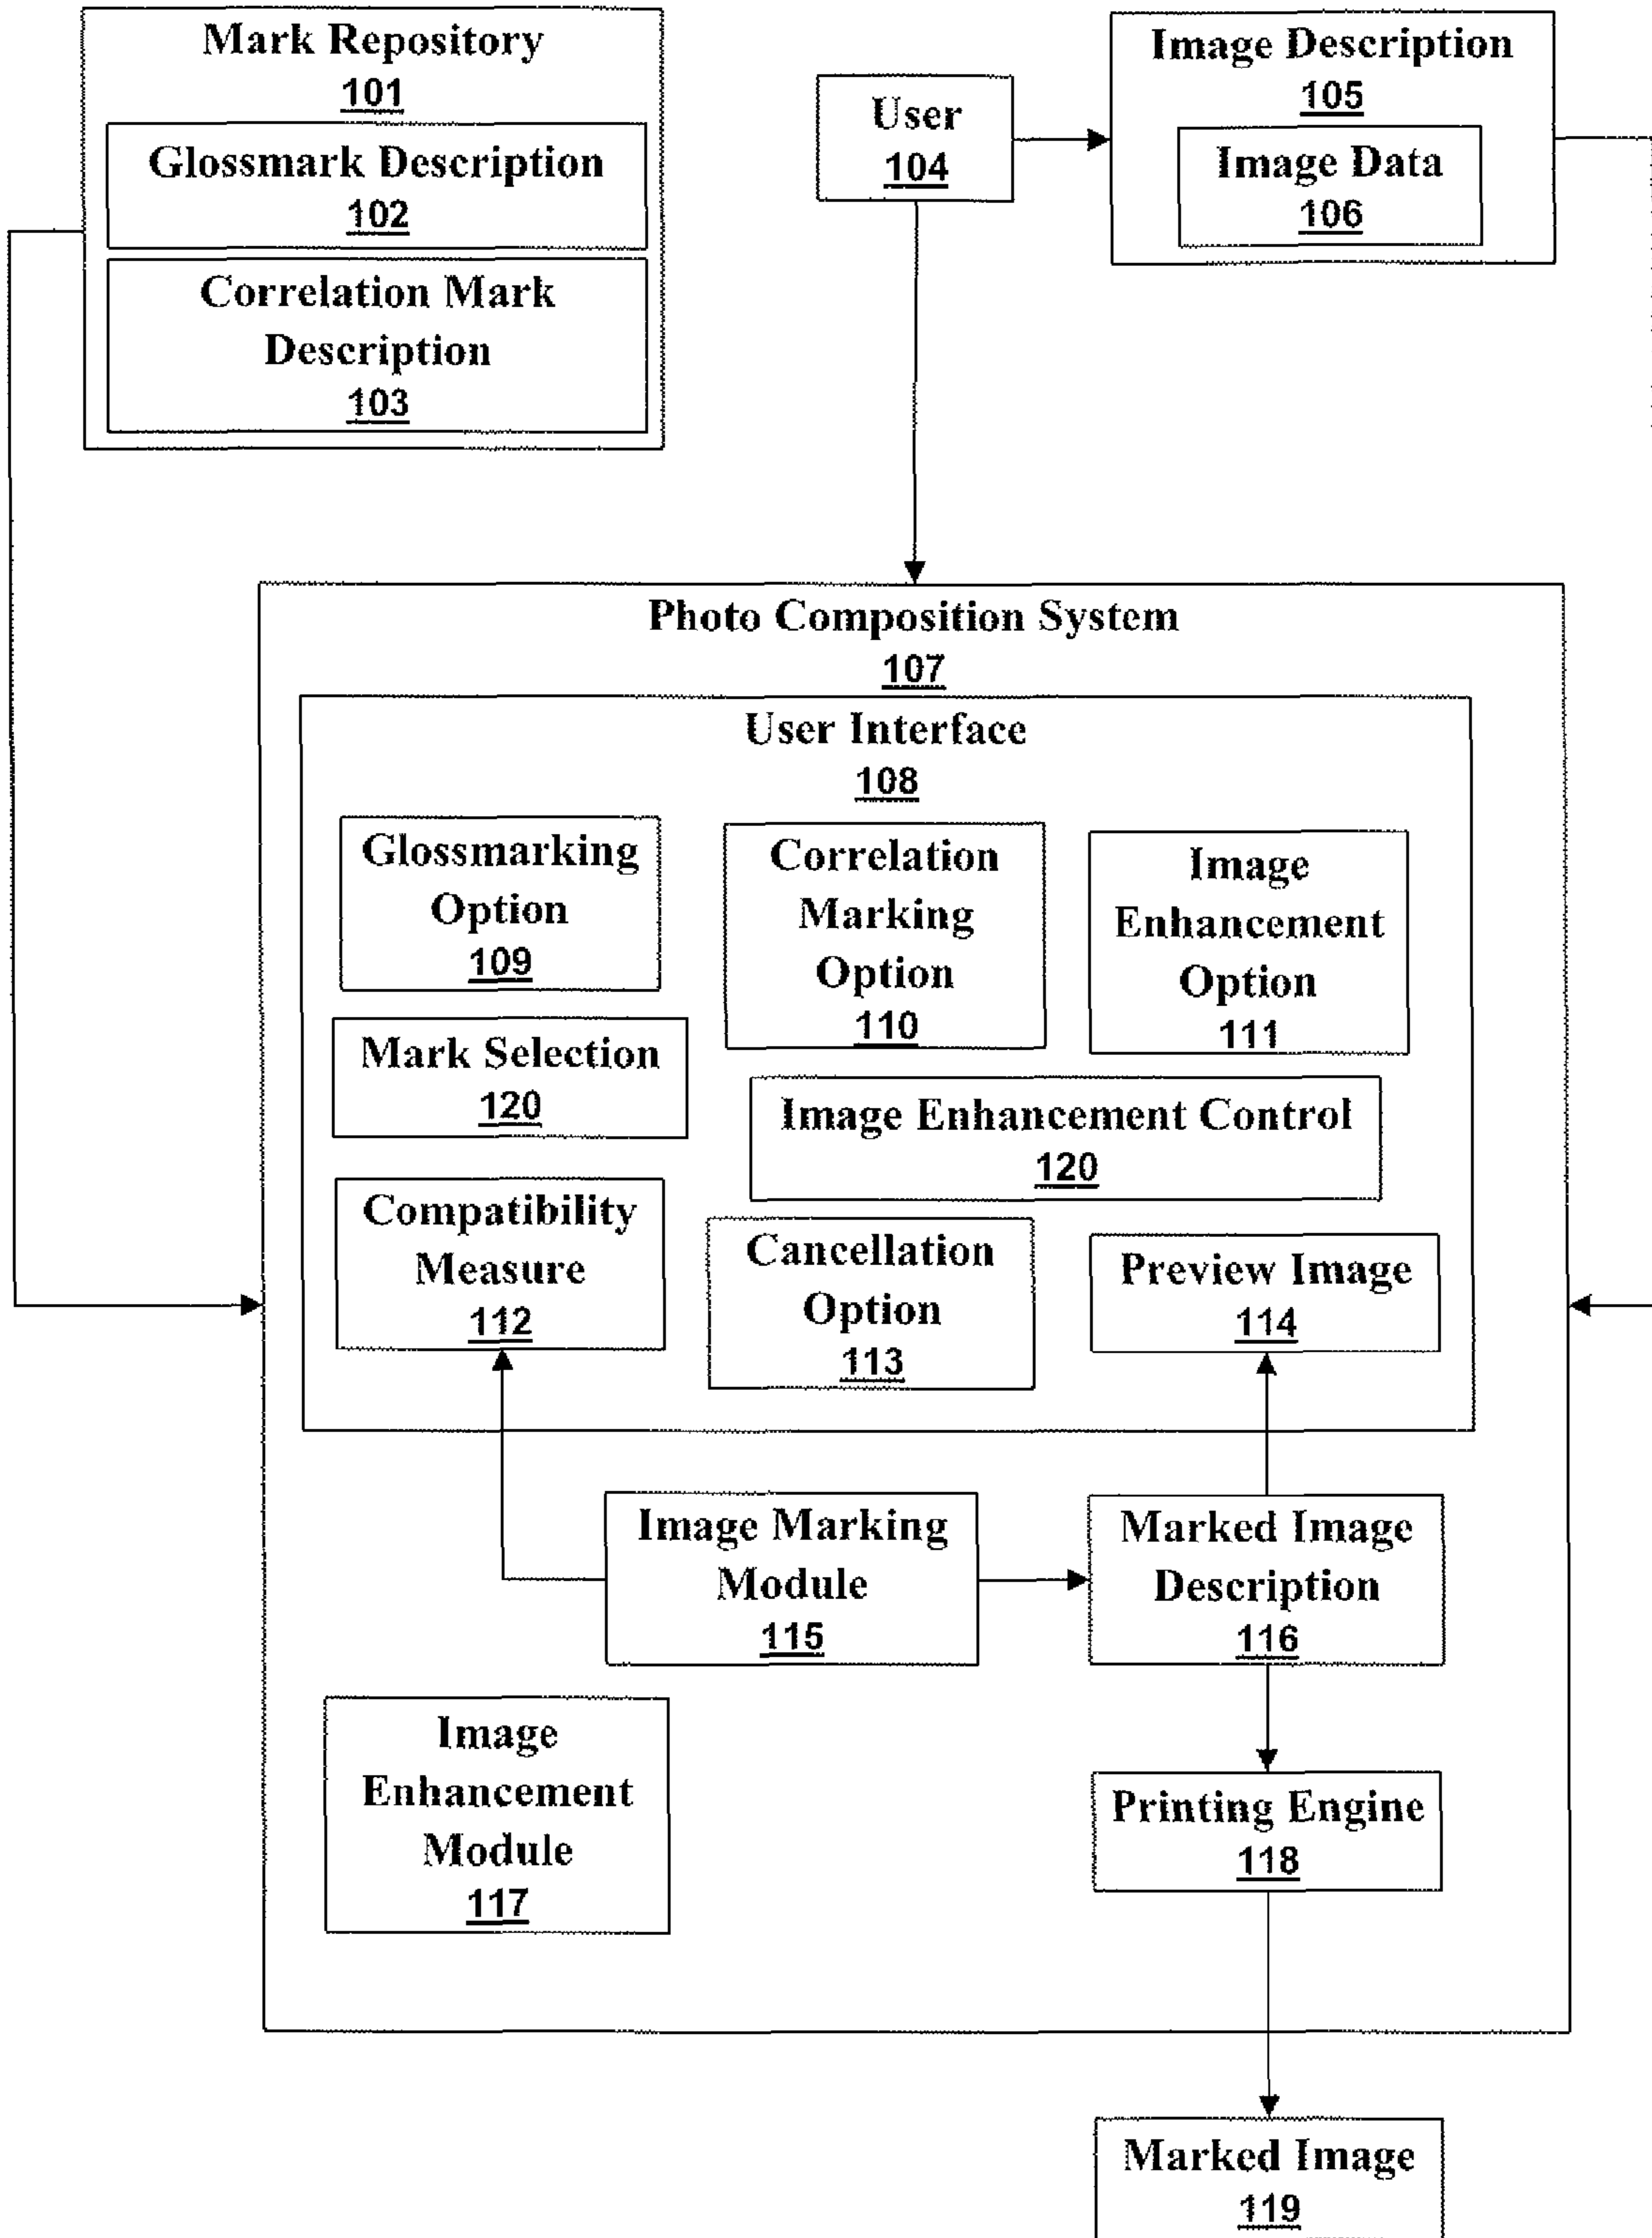 Mark Repository
101
Glossmark Description
102
Correlation Mark
Description
103
User
104
Image Description
105
Image Data
106
Photo Composition System
107
User Interface
108
Glossmarking
Option
109
Correlation
Marking
Option
110
Image
Enhancement
Option
111
Mark Selection
120
Image Enhancement Control
120
Compatibility
Measure
112
Cancellation
Option
113
Preview Image
114
Image Marking
Module
115
Marked Image
Description
116
Image
Enhancement
Module
117
Printing Engine
118
Marked Image
119